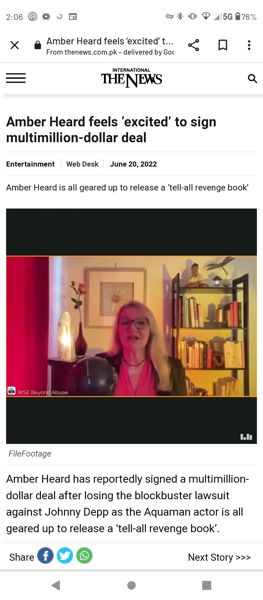 2:06
5G 76%
Amber Heard feels 'excited' t...
From thenews.com.pk – delivered by Goo
INTERNATIONAL
THE NEWS
Amber Heard feels ‘excited’ to sign
multimillion-dollar deal
Entertainment Web Desk June 20, 2022
Amber Heard is all geared up to release a ‘tell-all revenge book’
RISE Beyond Abuse
FileFootage
Amber Heard has reportedly signed a multimillion-
dollar deal after losing the blockbuster lawsuit
against Johnny Depp as the Aquaman actor is all
geared up to release a ‘tell-all revenge book’.
Share
Next Story >>>